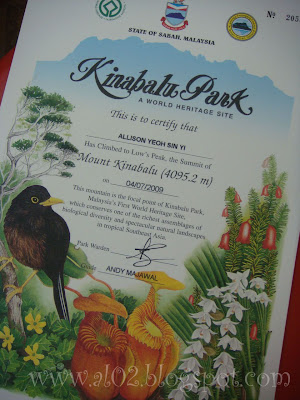 № 205
STATE OF SABAH, MALAYSIA
Kinabalu Park
A WORLD HERITAGE SITE
This is to certify that
ALLISON YEOH SIN YI
Has Climbed to Low's Peak, the Summit of
Mount Kinabalu (4095.2 m)
on 04/07/2009
This mountain is the focal point of Kinabalu Park,
Malaysia's First World Heritage Site,
which conserves one of the richest assemblages of
biological diversity and spectacular natural landscapes
in tropical Southeast Asia.
Park Warden
Guide ANDY MAJAWAL
www.al02.blogspot.com